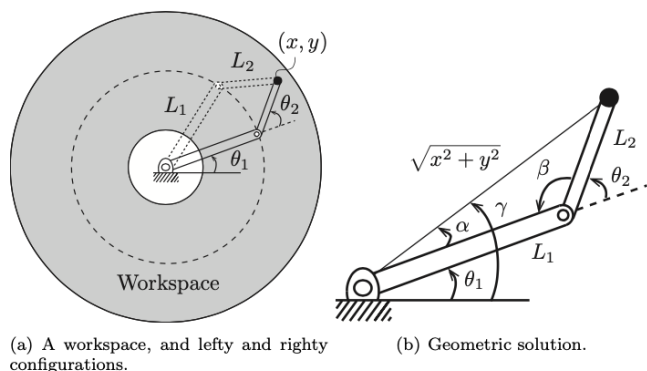 (x, y)
L₂
L₁
θ₂
θ₁
Workspace
(a) A workspace, and lefty and righty
configurations.
√x² + y²
L₂
β
θ₂
γ
α
L₁
θ₁
(b) Geometric solution.